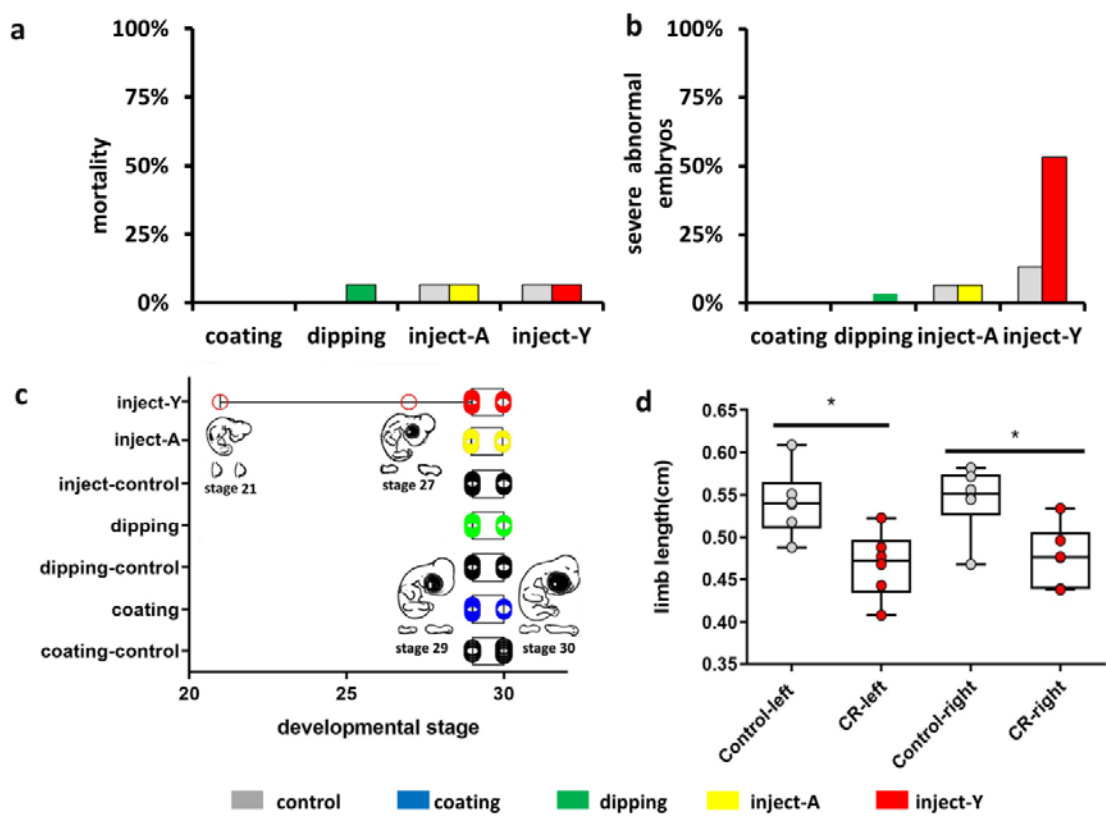 a
100%
75%
50%
25%
0%
mortality
coating dipping inject-A inject-Y
b
100%
75%
50%
25%
0%
severe abnormal
embryos
coating dipping inject-A inject-Y
c
inject-Y
inject-A
inject-control
dipping
dipping-control
coating
coating-control
stage 21
stage 27
stage 29
stage 30
20 25 30
developmental stage
d
* *
0.65
0.60
0.55
0.50
0.45
0.40
0.35
limb length(cm)
Control-left
CR-left
Control-right
CR-right
control coating dipping inject-A inject-Y